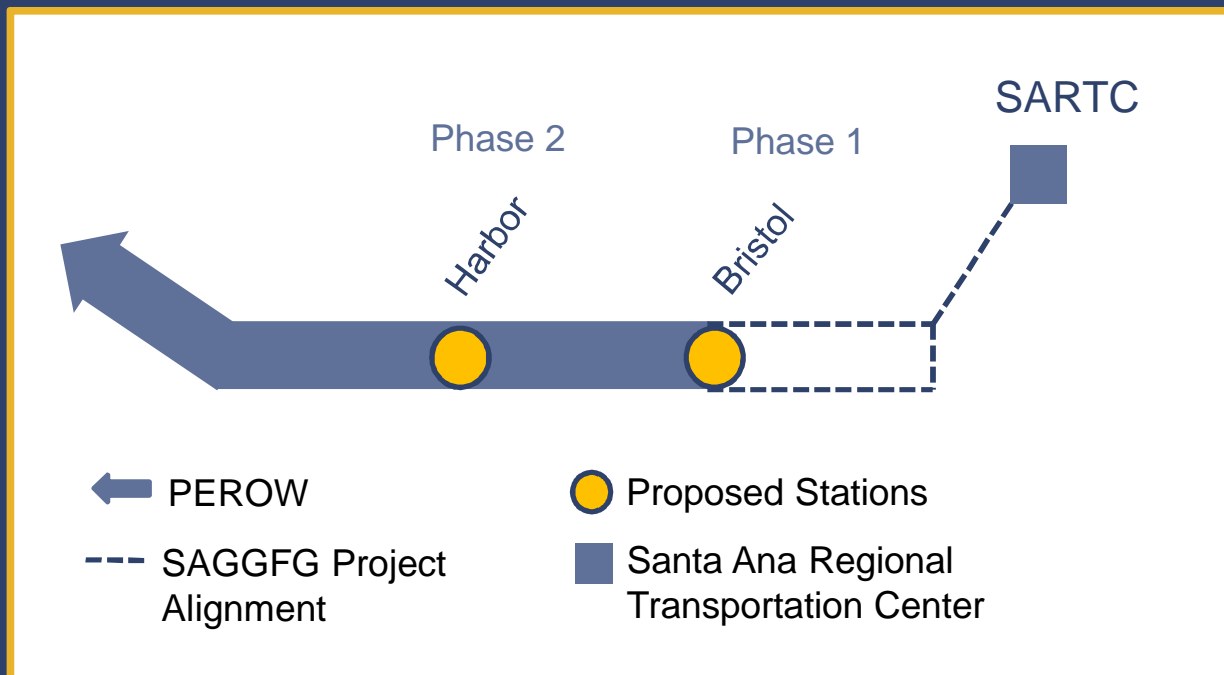 SARTC
Phase 2
Phase 1
Harbor
Bristol
PEROW
Proposed Stations
SAGGFG Project
Alignment
Santa Ana Regional
Transportation Center